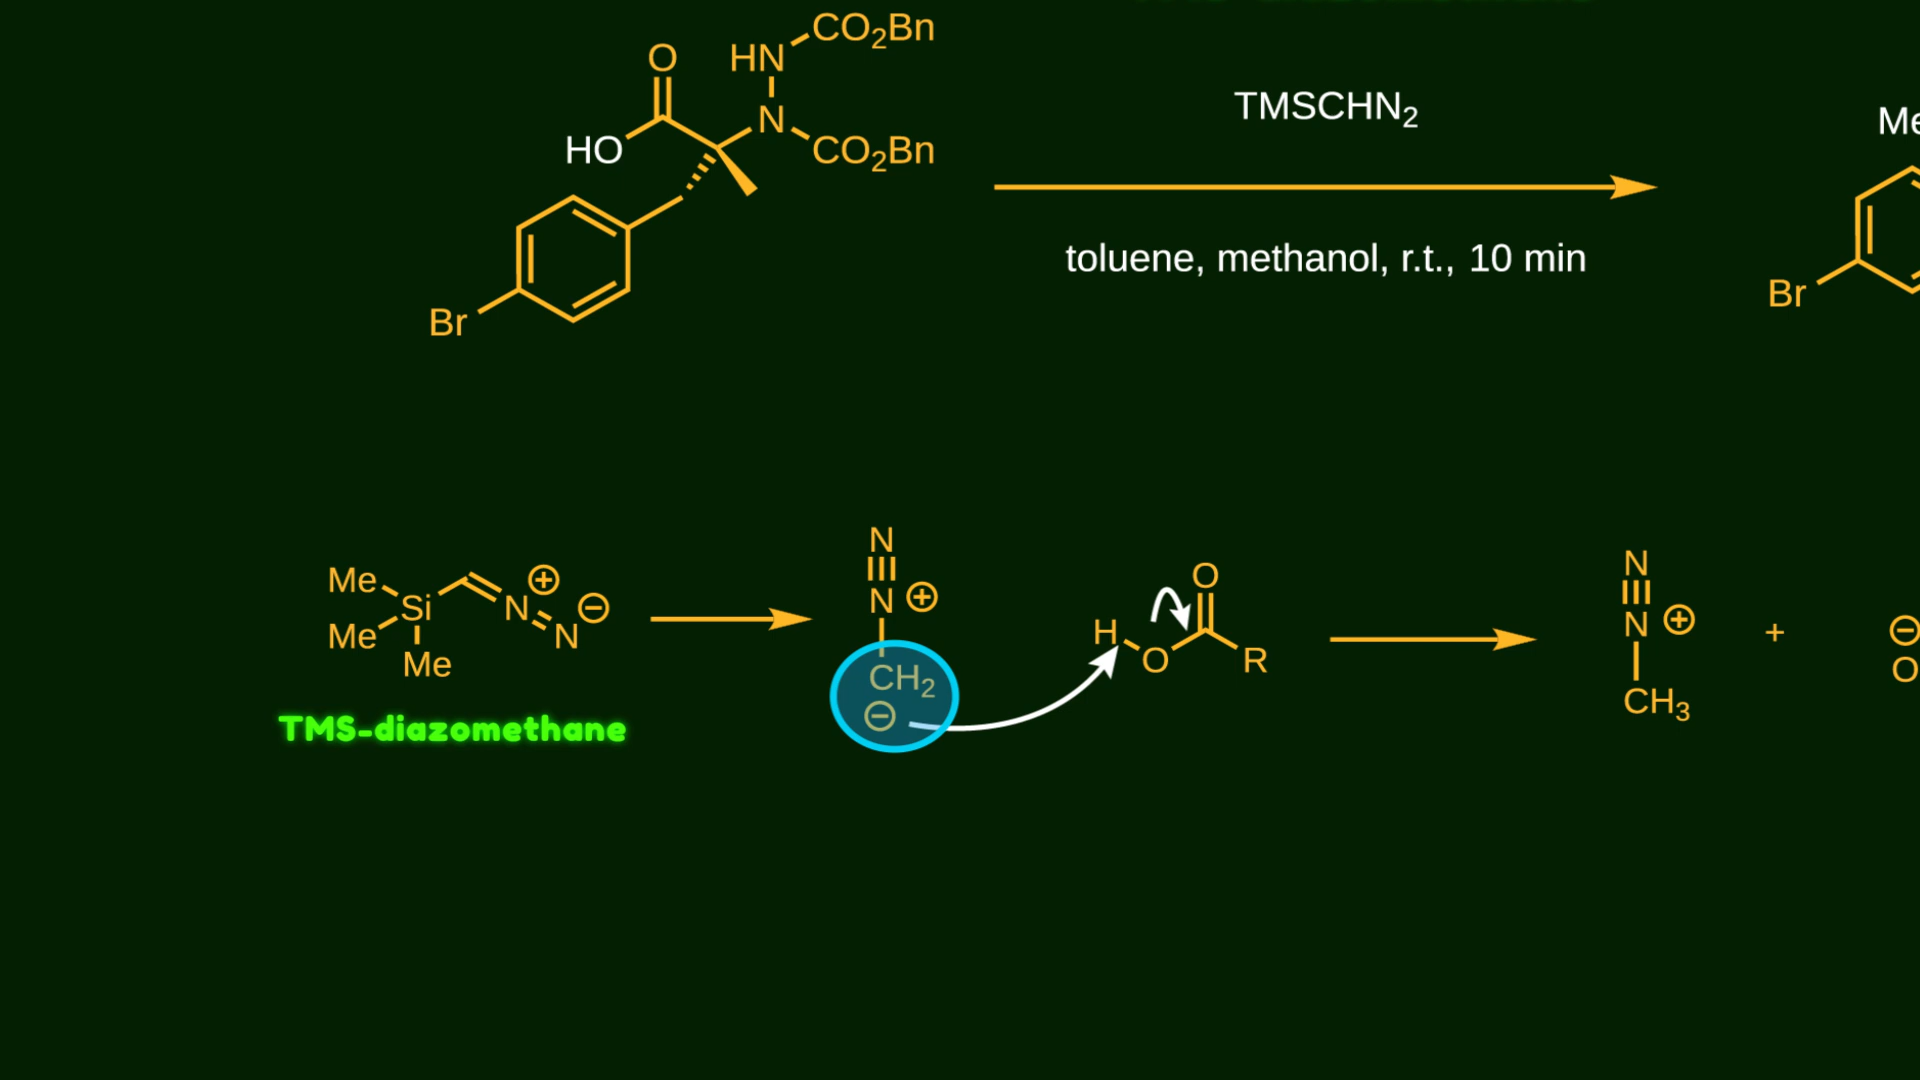 CO2Bn
O
HN
N
HO
CO2Bn
Br
TMSCHN2
toluene, methanol, r.t., 10 min
Br
Me
Si
Me
Me
N
⊕
N
⊖
TMS-diazomethane
N
N
⊕
CH2
⊖
H
O
O
R
N
N
⊕
CH3
+
⊖
O